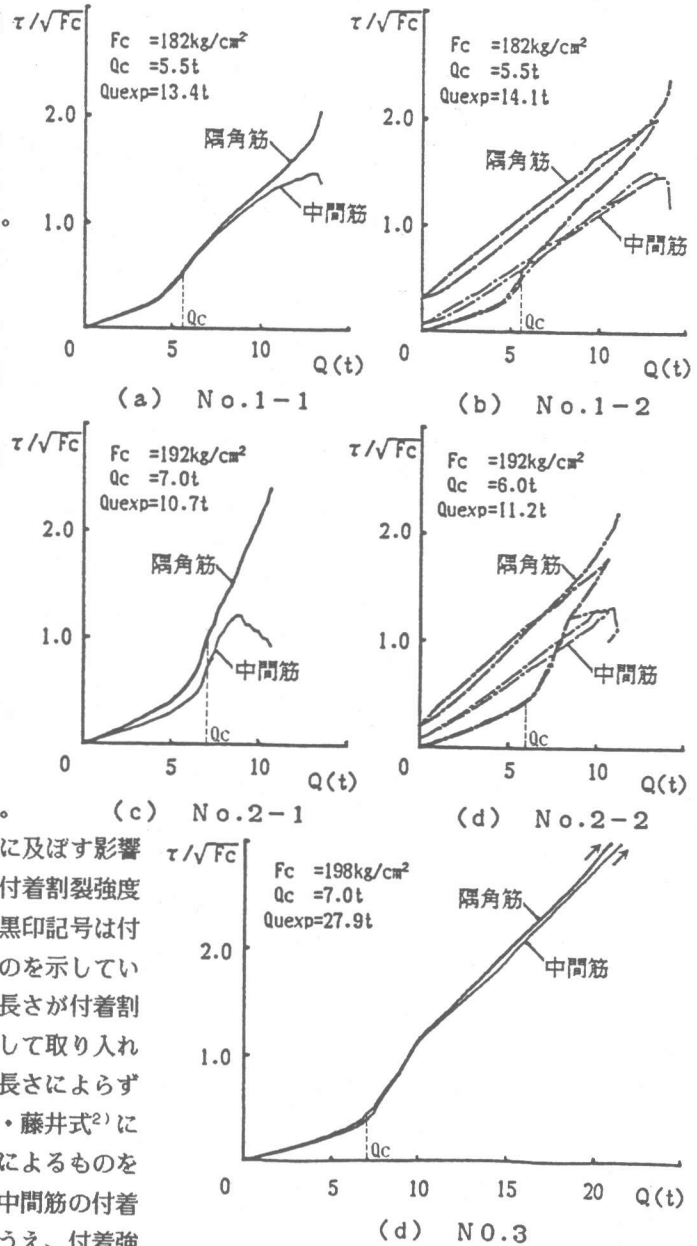 τ/√Fc
Fc =182kg/cm²
Qc =5.5t
Quexp=13.4t
2.0
隅角筋
中間筋
1.0
Qc
0 5 10
Q(t)
(a) No.1-1
τ/√Fc
Fc =182kg/cm²
Qc =5.5t
Quexp=14.1t
2.0
隅角筋
1.0
中間筋
Qc
0 5 10
Q(t)
(b) No.1-2
。
τ/√Fc
Fc =192kg/cm²
Qc =7.0t
Quexp=10.7t
2.0
隅角筋
1.0
中間筋
Qc
0 5 10
Q(t)
(c) No.2-1
τ/√Fc
Fc =192kg/cm²
Qc =6.0t
Quexp=11.2t
2.0
隅角筋
1.0
中間筋
Qc
0 5 10
Q(t)
(d) No.2-2
。
に及ぼす影響
付着割裂強度
黒印記号は付
のを示してい
長さが付着割
して取り入れ
長さによらず
・藤井式²⁾に
によるものを
中間筋の付着
うえ、付着強
τ/√Fc
Fc =198kg/cm²
Qc =7.0t
Quexp=27.9t
隅角筋
2.0
中間筋
1.0
Qc
0 5 10 15 20
Q(t)
(d) NO.3